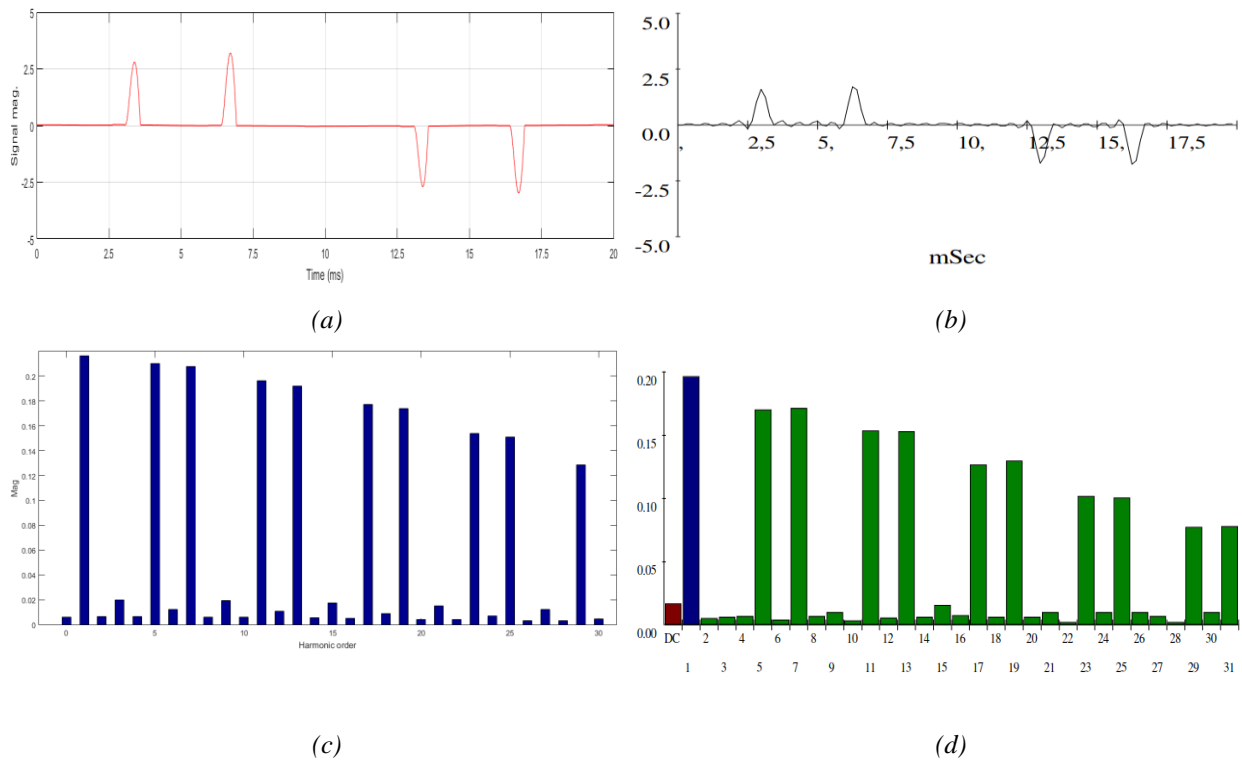 5
2.5
0
-2.5
-5
Signal mag.
0 2.5 5 7.5 10 12.5 15 17.5 20
Time (ms)
(a)
5.0
2.5
0.0
-2.5
-5.0
, 2,5 5, 7,5 10, 12,5 15, 17,5
mSec
(b)
0.2
0.18
0.16
0.14
0.12
0.1
0.08
0.06
0.04
0.02
0
Mag
0 5 10 15 20 25 30
Harmonic order
(c)
0.20
0.15
0.10
0.05
0.00
DC 2 4 6 8 10 12 14 16 18 20 22 24 26 28 30
1 3 5 7 9 11 13 15 17 19 21 23 25 27 29 31
(d)